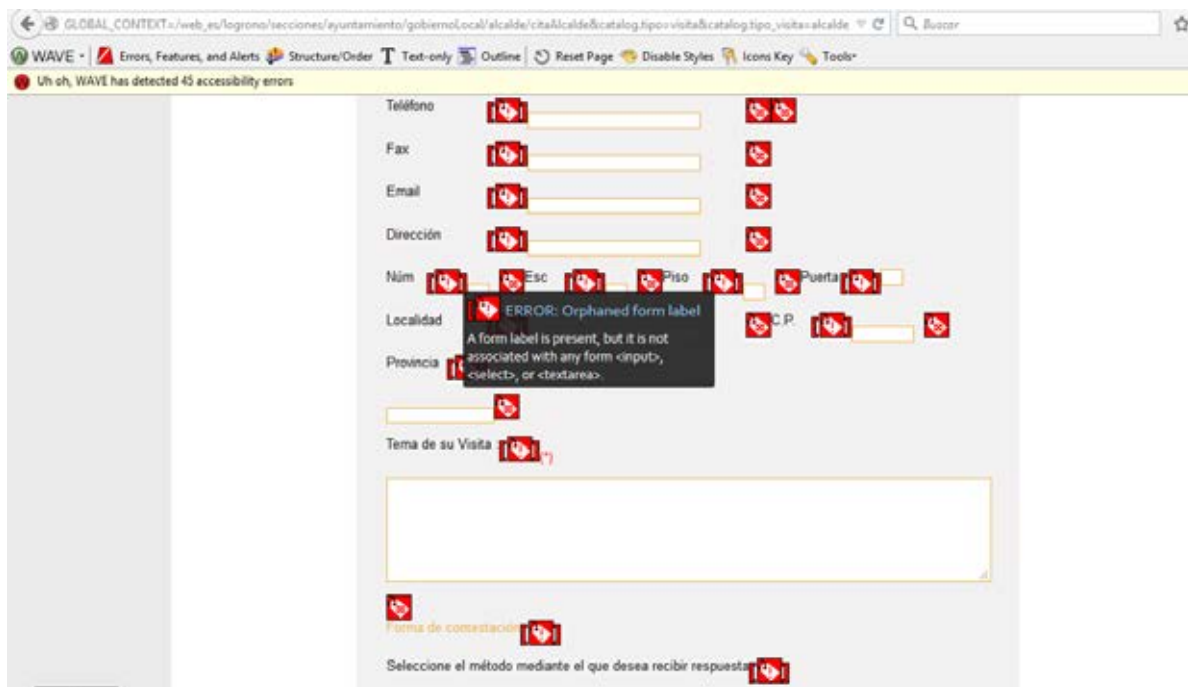 GLOBAL_CONTEXT=/web_es/logrono/secciones/ayuntamiento/gobiernoLocal/alcalde/citaAlcalde&catalog.tipo=visita&catalog.tipo_visita=alcalde Buscar
WAVE Errors, Features, and Alerts Structure/Order Text-only Outline Reset Page Disable Styles Icons Key Tools
Uh oh, WAVE has detected 45 accessibility errors
Teléfono
Fax
Email
Dirección
Núm Esc Piso Puerta
ERROR: Orphaned form label
Localidad C.P.
A form label is present, but it is not
associated with any form <input>,
<select>, or <textarea>.
Provincia
Tema de su Visita : (*)
Forma de contestación
Seleccione el método mediante el que desea recibir respuesta